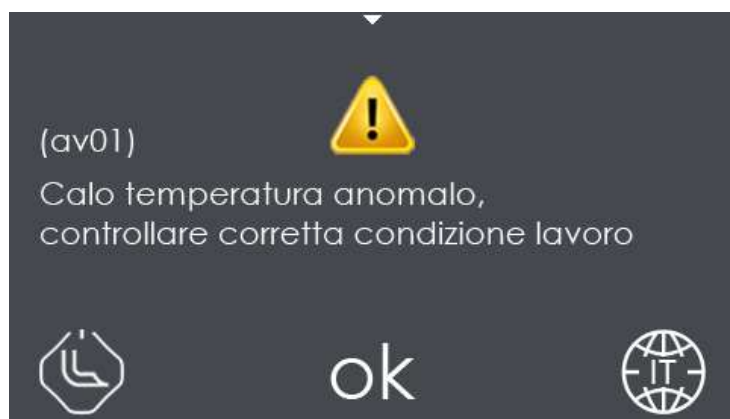 (av01)
Calo temperatura anomalo,
controllare corretta condizione lavoro
ok
IT